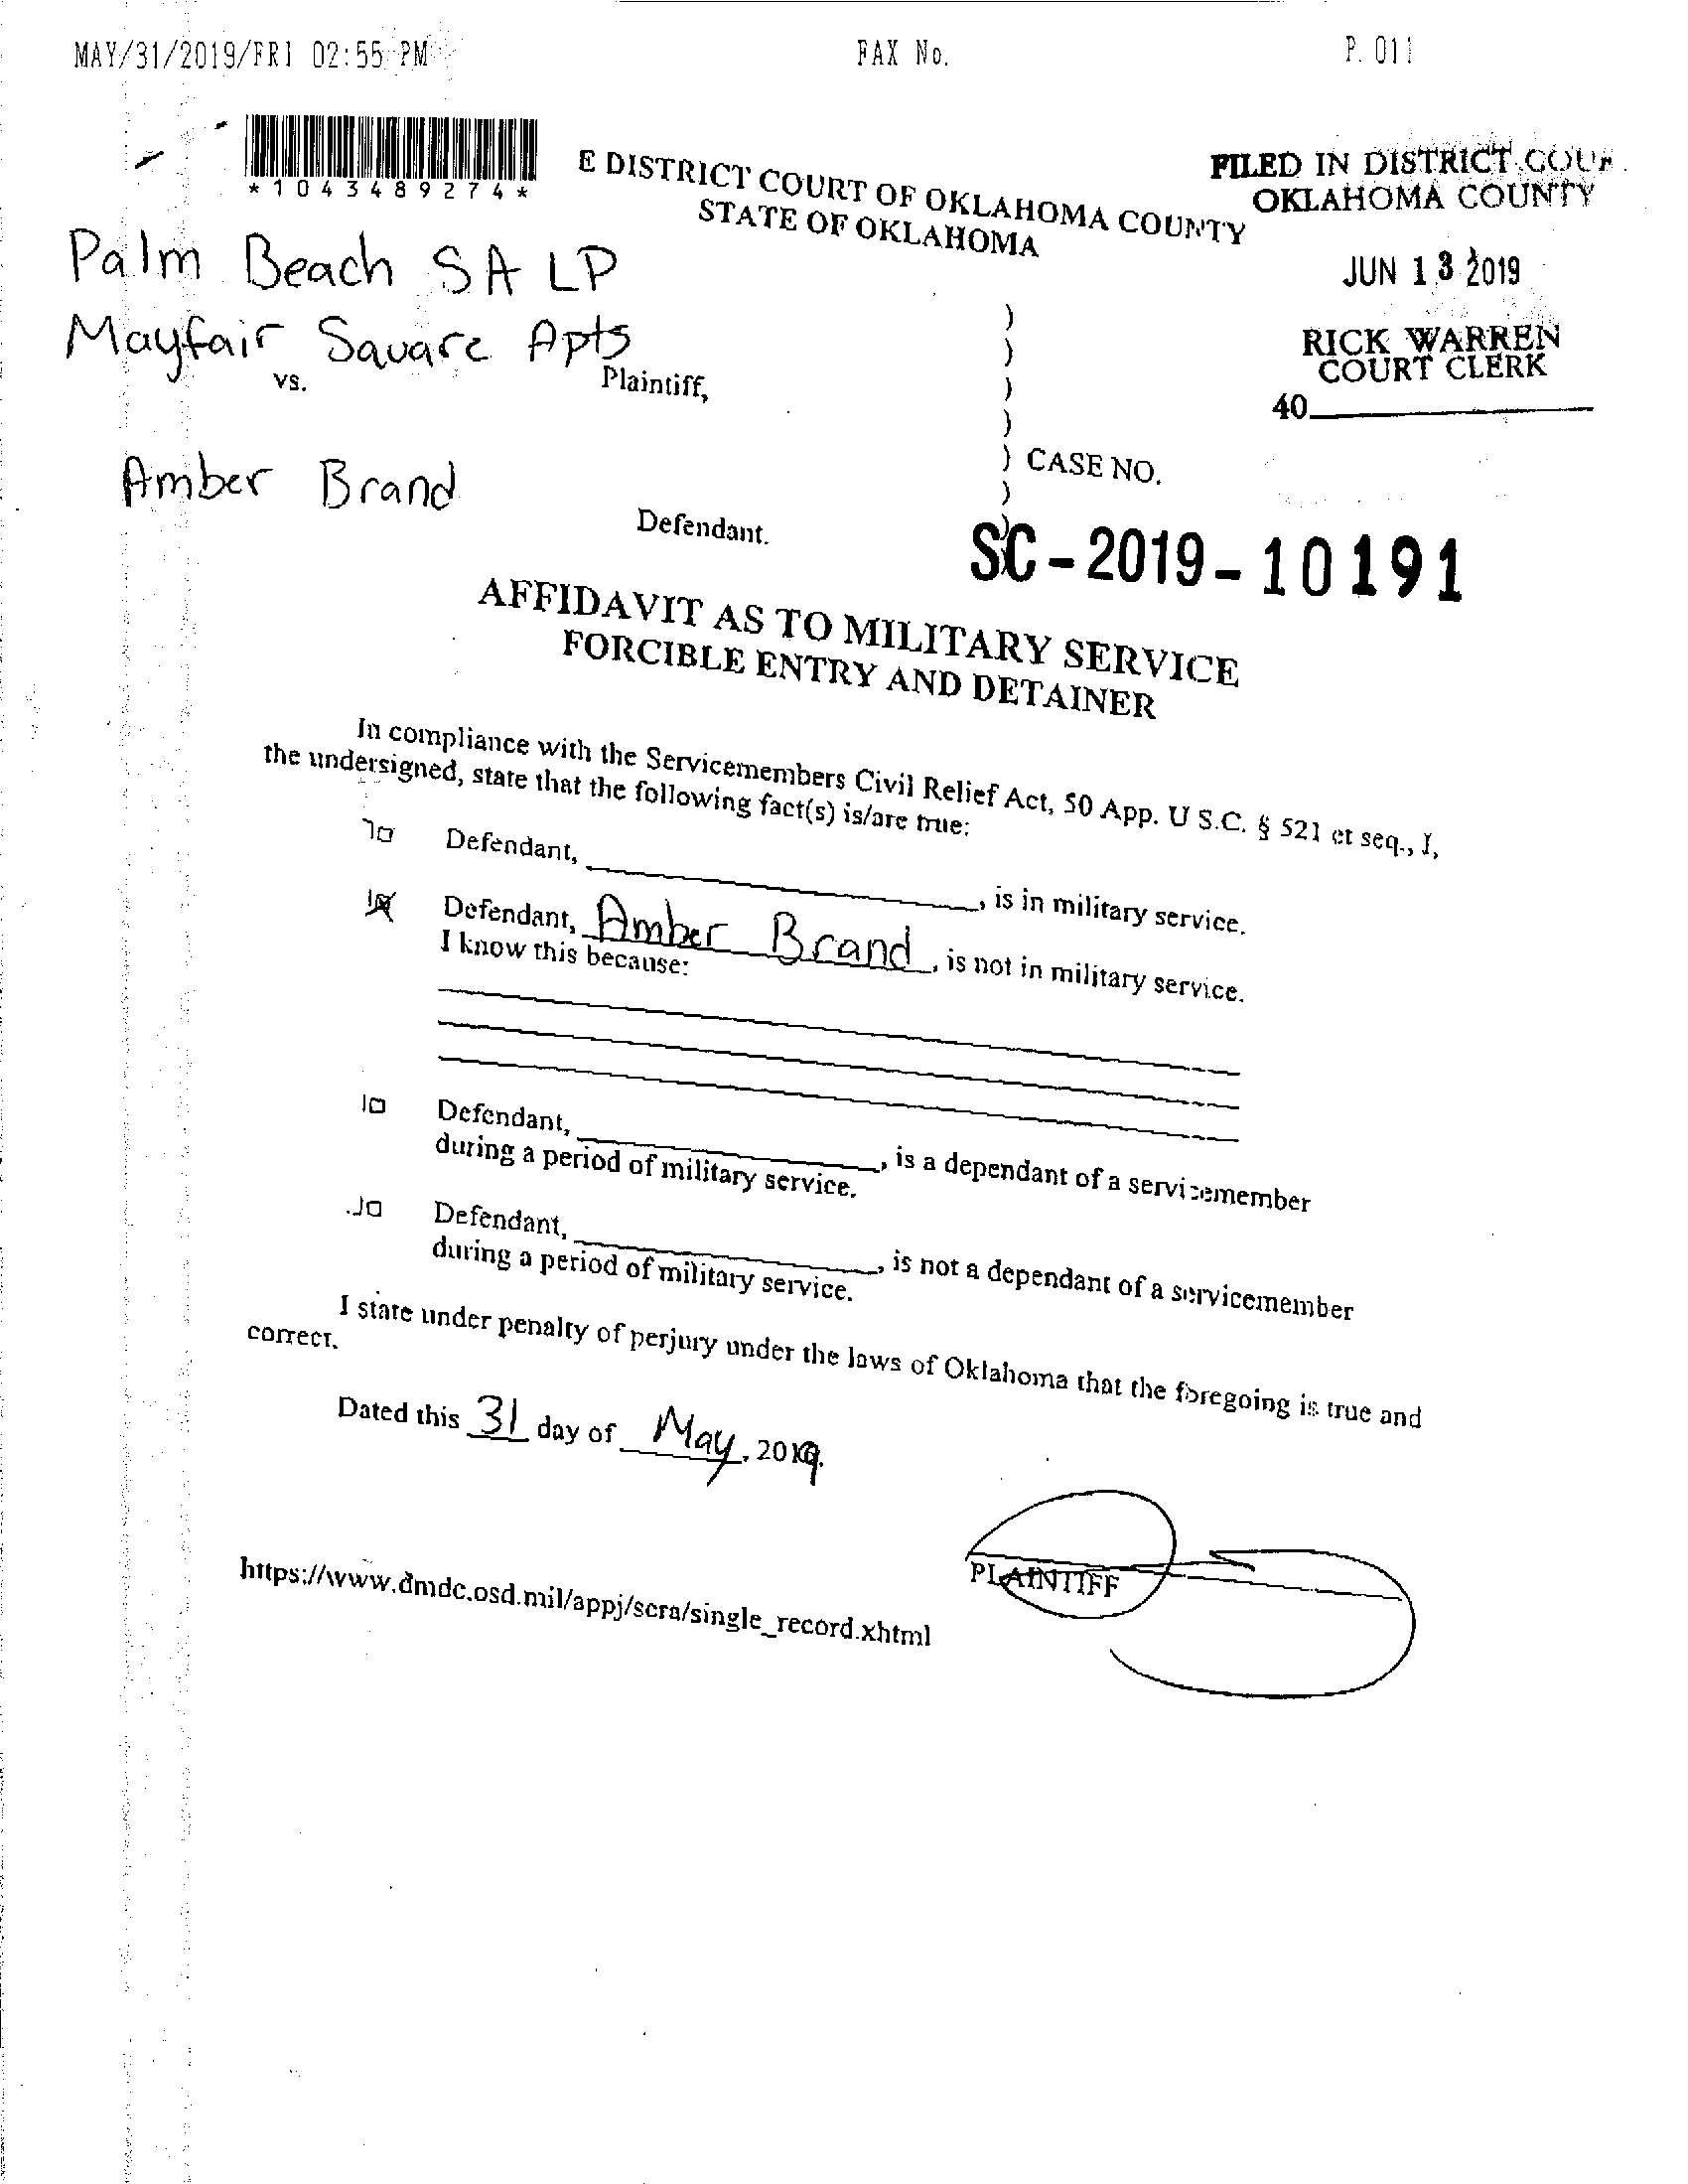 MAY/31/2019/FRI 02:55 PM FAX No. P. 011
*1043489274*
E DISTRICT COURT OF OKLAHOMA COUNTY
STATE OF OKLAHOMA
FILED IN DISTRICT COUR
OKLAHOMA COUNTY
JUN 13 2019
RICK WARREN
COURT CLERK
40
Palm Beach SA LP
Mayfair Square Apts
vs. Plaintiff,
Amber Brand
Defendant.
) CASE NO.
SC-2019-10191
AFFIDAVIT AS TO MILITARY SERVICE
FORCIBLE ENTRY AND DETAINER
In compliance with the Servicemembers Civil Relief Act, 50 App. U S.C. § 521 et seq., I,
the undersigned, state that the following fact(s) is/are true:
Defendant, , is in military service.
Defendant, Amber Brand, is not in military service.
I know this because:
Defendant, , is a dependant of a servicemember
during a period of military service.
Defendant, , is not a dependant of a servicemember
during a period of military service.
I state under penalty of perjury under the laws of Oklahoma that the foregoing is true and
correct.
Dated this 31 day of May, 2019.
PLAINTIFF
https://www.dmdc.osd.mil/appj/scra/single_record.xhtml